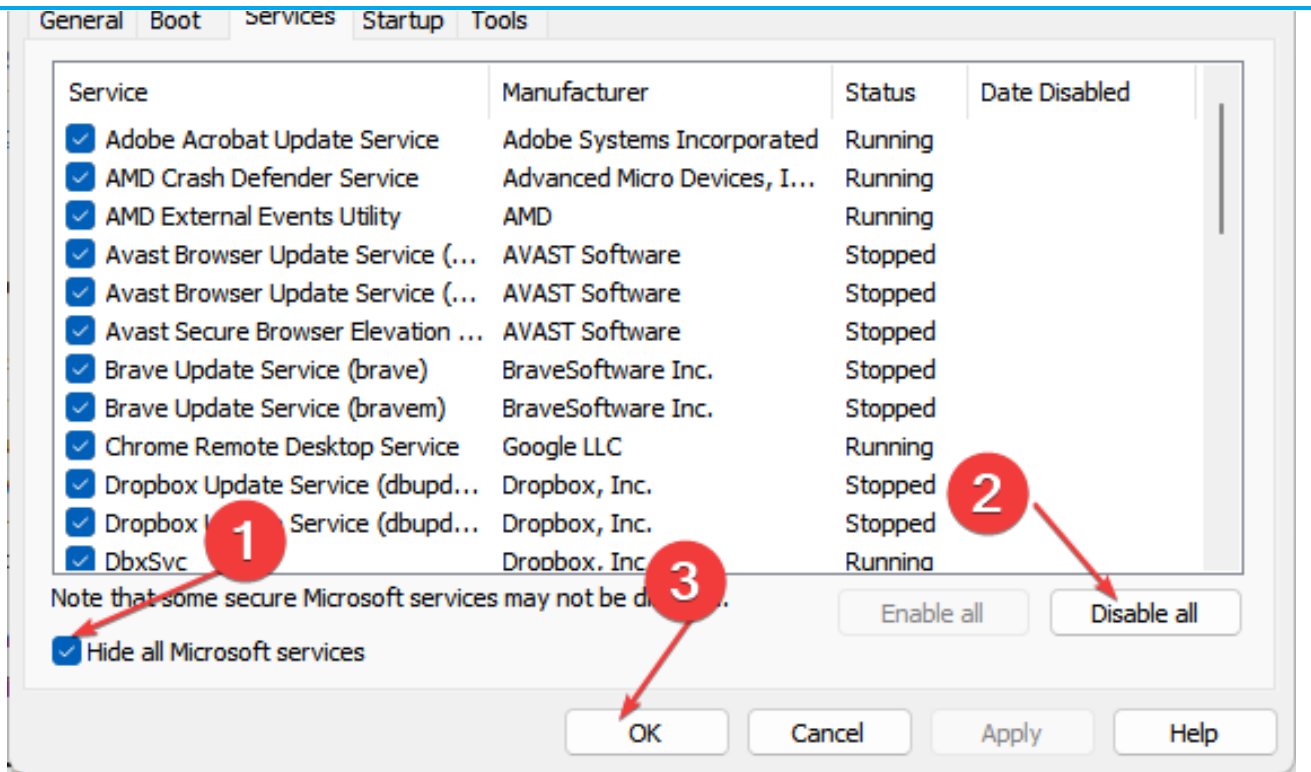 General Boot Services Startup Tools
Service Manufacturer Status Date Disabled
Adobe Acrobat Update Service Adobe Systems Incorporated Running
AMD Crash Defender Service Advanced Micro Devices, I... Running
AMD External Events Utility AMD Running
Avast Browser Update Service (... AVAST Software Stopped
Avast Browser Update Service (... AVAST Software Stopped
Avast Secure Browser Elevation ... AVAST Software Stopped
Brave Update Service (brave) BraveSoftware Inc. Stopped
Brave Update Service (bravem) BraveSoftware Inc. Stopped
Chrome Remote Desktop Service Google LLC Running
Dropbox Update Service (dbupd... Dropbox, Inc. Stopped
2
Dropbox Service (dbupd... Dropbox, Inc. Stopped
1
DbxSvc Dropbox, Inc. Running
3
Note that some secure Microsoft services may not be
Enable all Disable all
Hide all Microsoft services
OK Cancel Apply Help